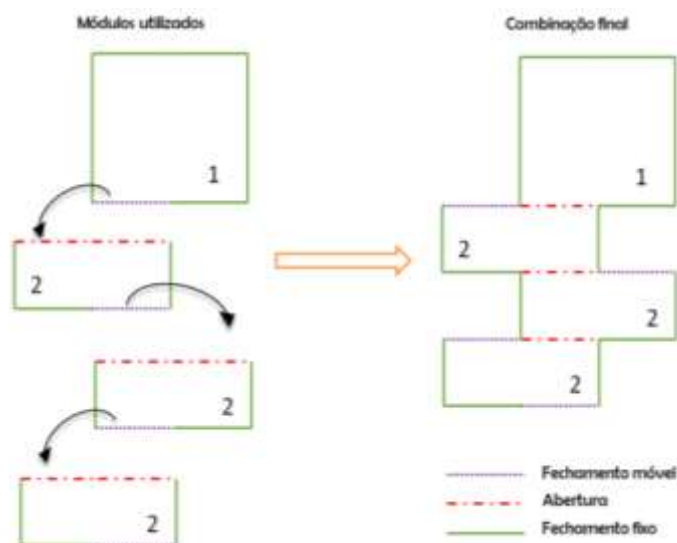 Módulos utilizados
Combinação final
1
1
2
2
2
2
2
2
Fechamento móvel
Abertura
Fechamento fixo